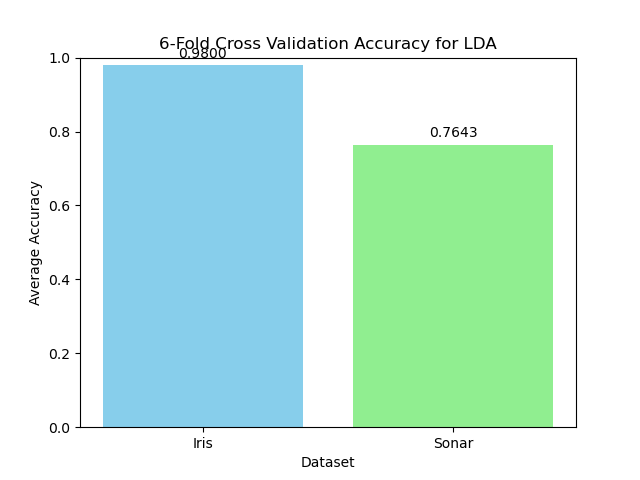 6-Fold Cross Validation Accuracy for LDA
0.9800
0.7643
1.0
0.8
0.6
0.4
0.2
0.0
Average Accuracy
Iris
Sonar
Dataset